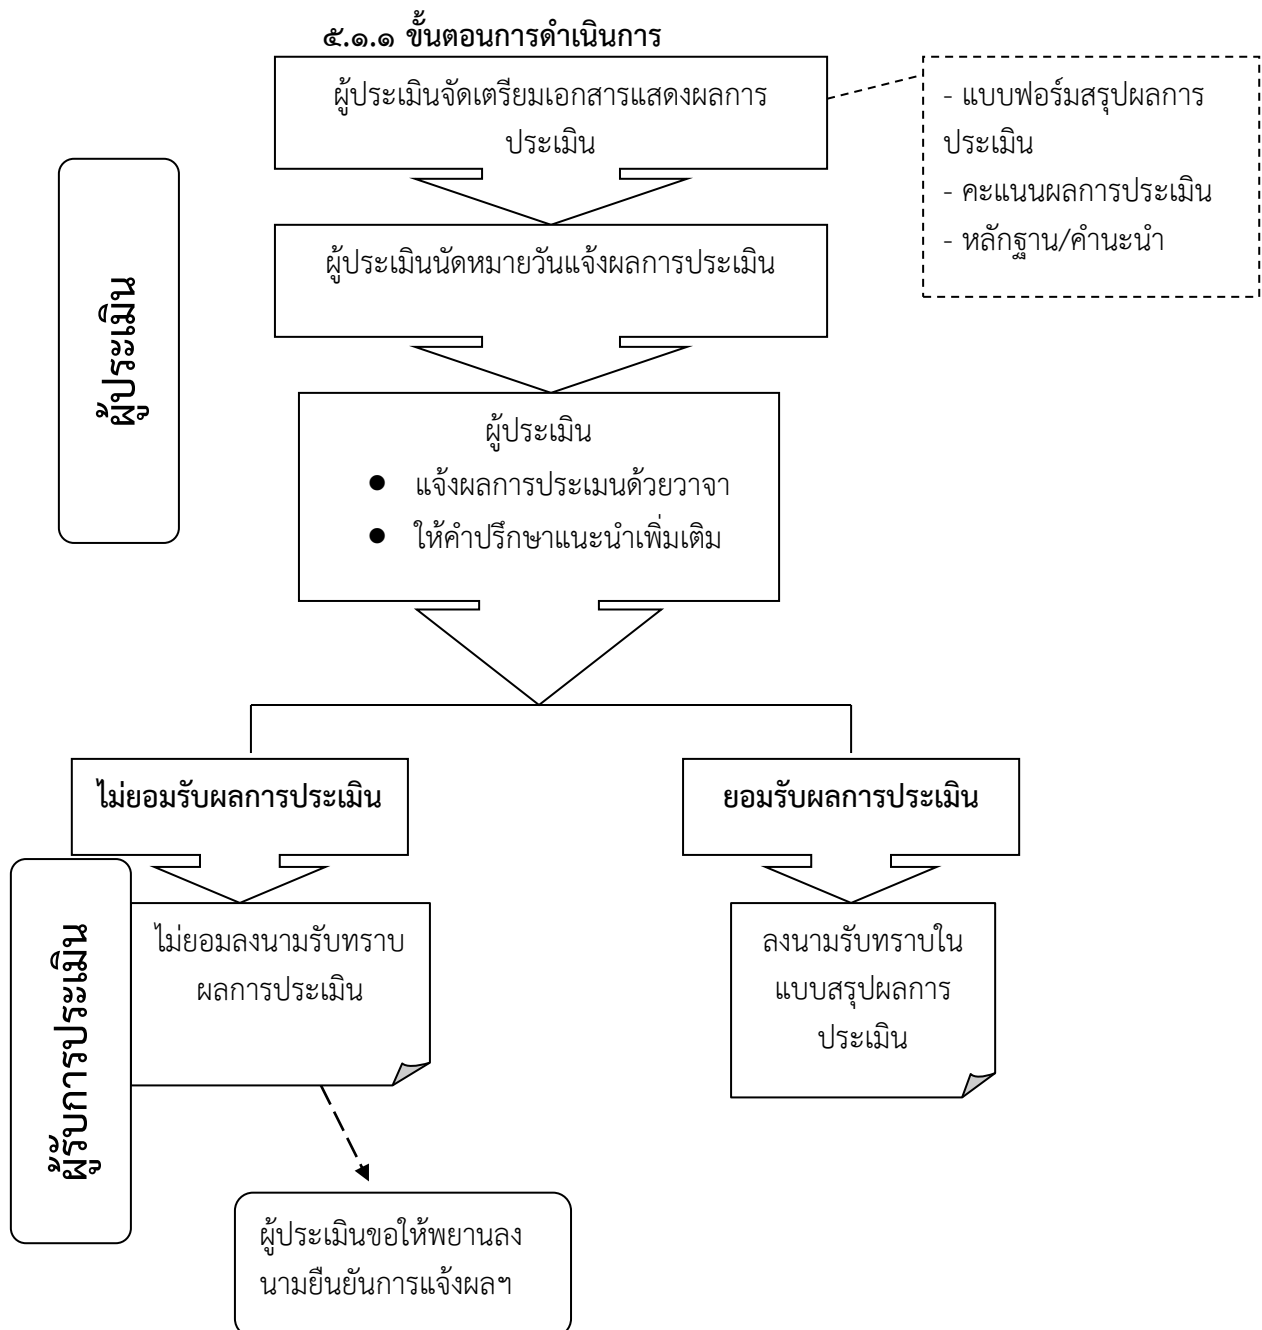 ๕.๑.๑ ขั้นตอนการดำเนินการ
ผู้ประเมินจัดเตรียมเอกสารแสดงผลการ
ประเมิน
- แบบฟอร์มสรุปผลการ
ประเมิน
- คะแนนผลการประเมิน
- หลักฐาน/คำนะนำ
ผู้ประเมิน
ผู้ประเมินนัดหมายวันแจ้งผลการประเมิน
ผู้ประเมิน
● แจ้งผลการประเมนด้วยวาจา
● ให้คำปรึกษาแนะนำเพิ่มเติม
ไม่ยอมรับผลการประเมิน
ยอมรับผลการประเมิน
ผู้รับการประเมิน
ไม่ยอมลงนามรับทราบ
ผลการประเมิน
ลงนามรับทราบใน
แบบสรุปผลการ
ประเมิน
ผู้ประเมินขอให้พยานลง
นามยืนยันการแจ้งผลฯ